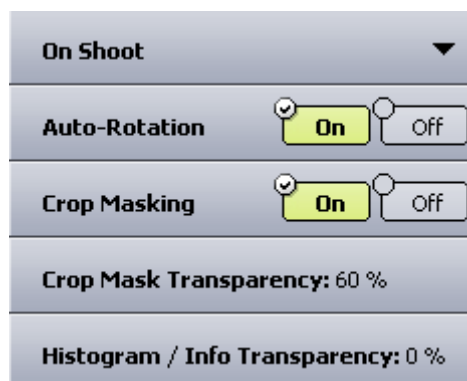 On Shoot
Auto-Rotation On Off
Crop Masking On Off
Crop Mask Transparency: 60 %
Histogram / Info Transparency: 0 %